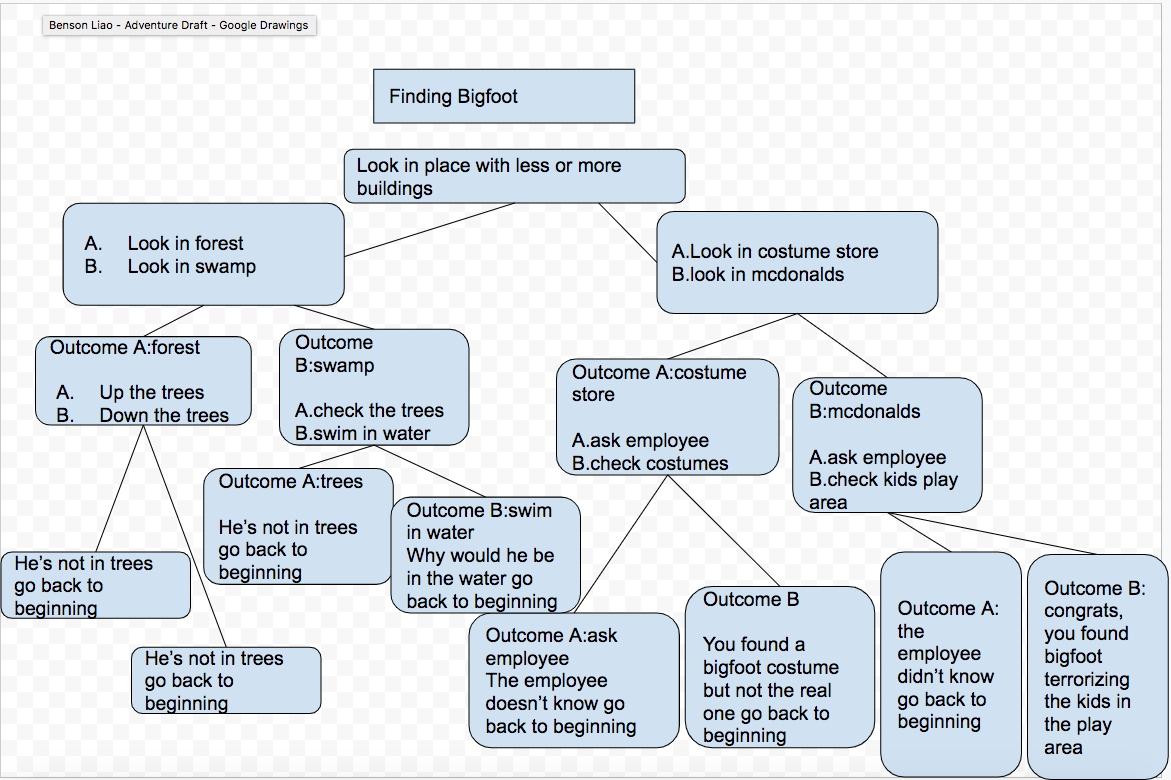 Benson Liao - Adventure Draft - Google Drawings
Finding Bigfoot
Look in place with less or more
buildings
A. Look in forest
B. Look in swamp
A.Look in costume store
B.look in mcdonalds
Outcome A:forest
A. Up the trees
B. Down the trees
Outcome
B:swamp
A.check the trees
B.swim in water
Outcome A:costume
store
A.ask employee
B.check costumes
Outcome
B:mcdonalds
A.ask employee
B.check kids play
area
He's not in trees
go back to
beginning
He's not in trees
go back to
beginning
Outcome A:trees
He's not in trees
go back to
beginning
Outcome B:swim
in water
Why would he be
in the water go
back to beginning
Outcome A:ask
employee
The employee
doesn't know go
back to beginning
Outcome B
You found a
bigfoot costume
but not the real
one go back to
beginning
Outcome A:
the
employee
didn't know
go back to
beginning
Outcome B:
congrats,
you found
bigfoot
terrorizing
the kids in
the play
area